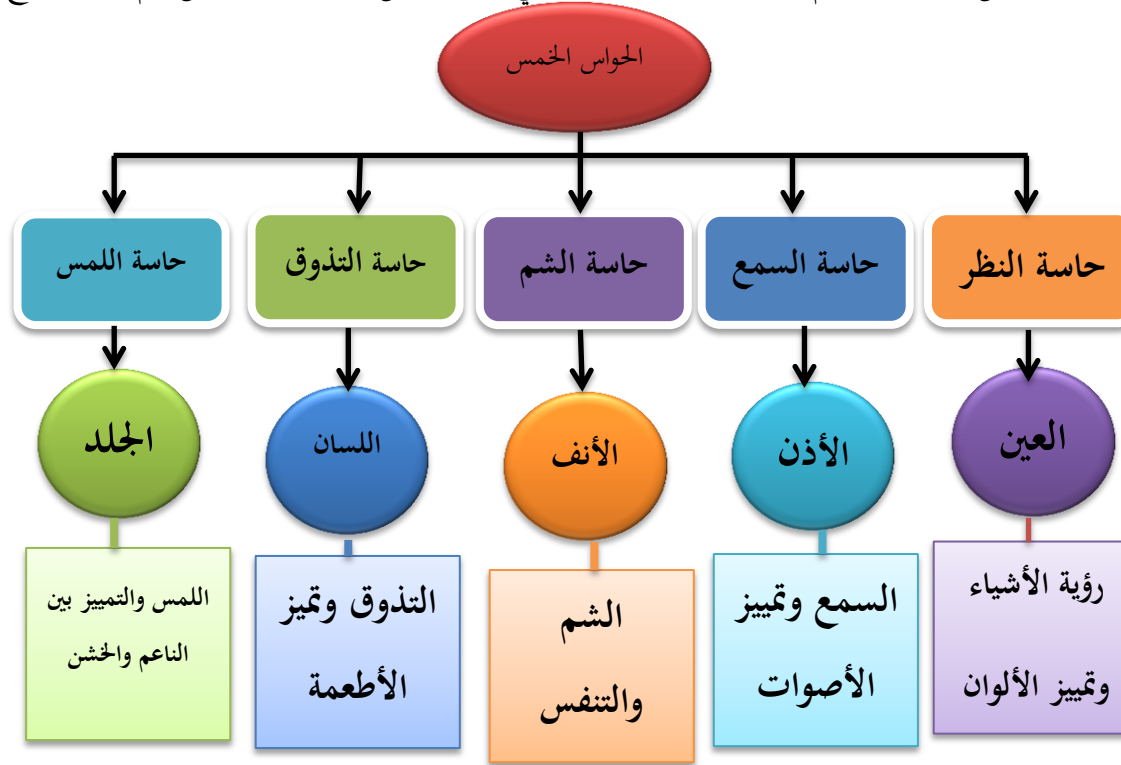 الحواس الخمس
حاسة النظر
حاسة السمع
حاسة الشم
حاسة التذوق
حاسة اللمس
العين
الأذن
الأنف
اللسان
الجلد
رؤية الأشياء
وتمييز الألوان
السمع وتمييز
الأصوات
الشم
والتنفس
التذوق وتميز
الأطعمة
اللمس والتمييز بين
الناعم والخشن